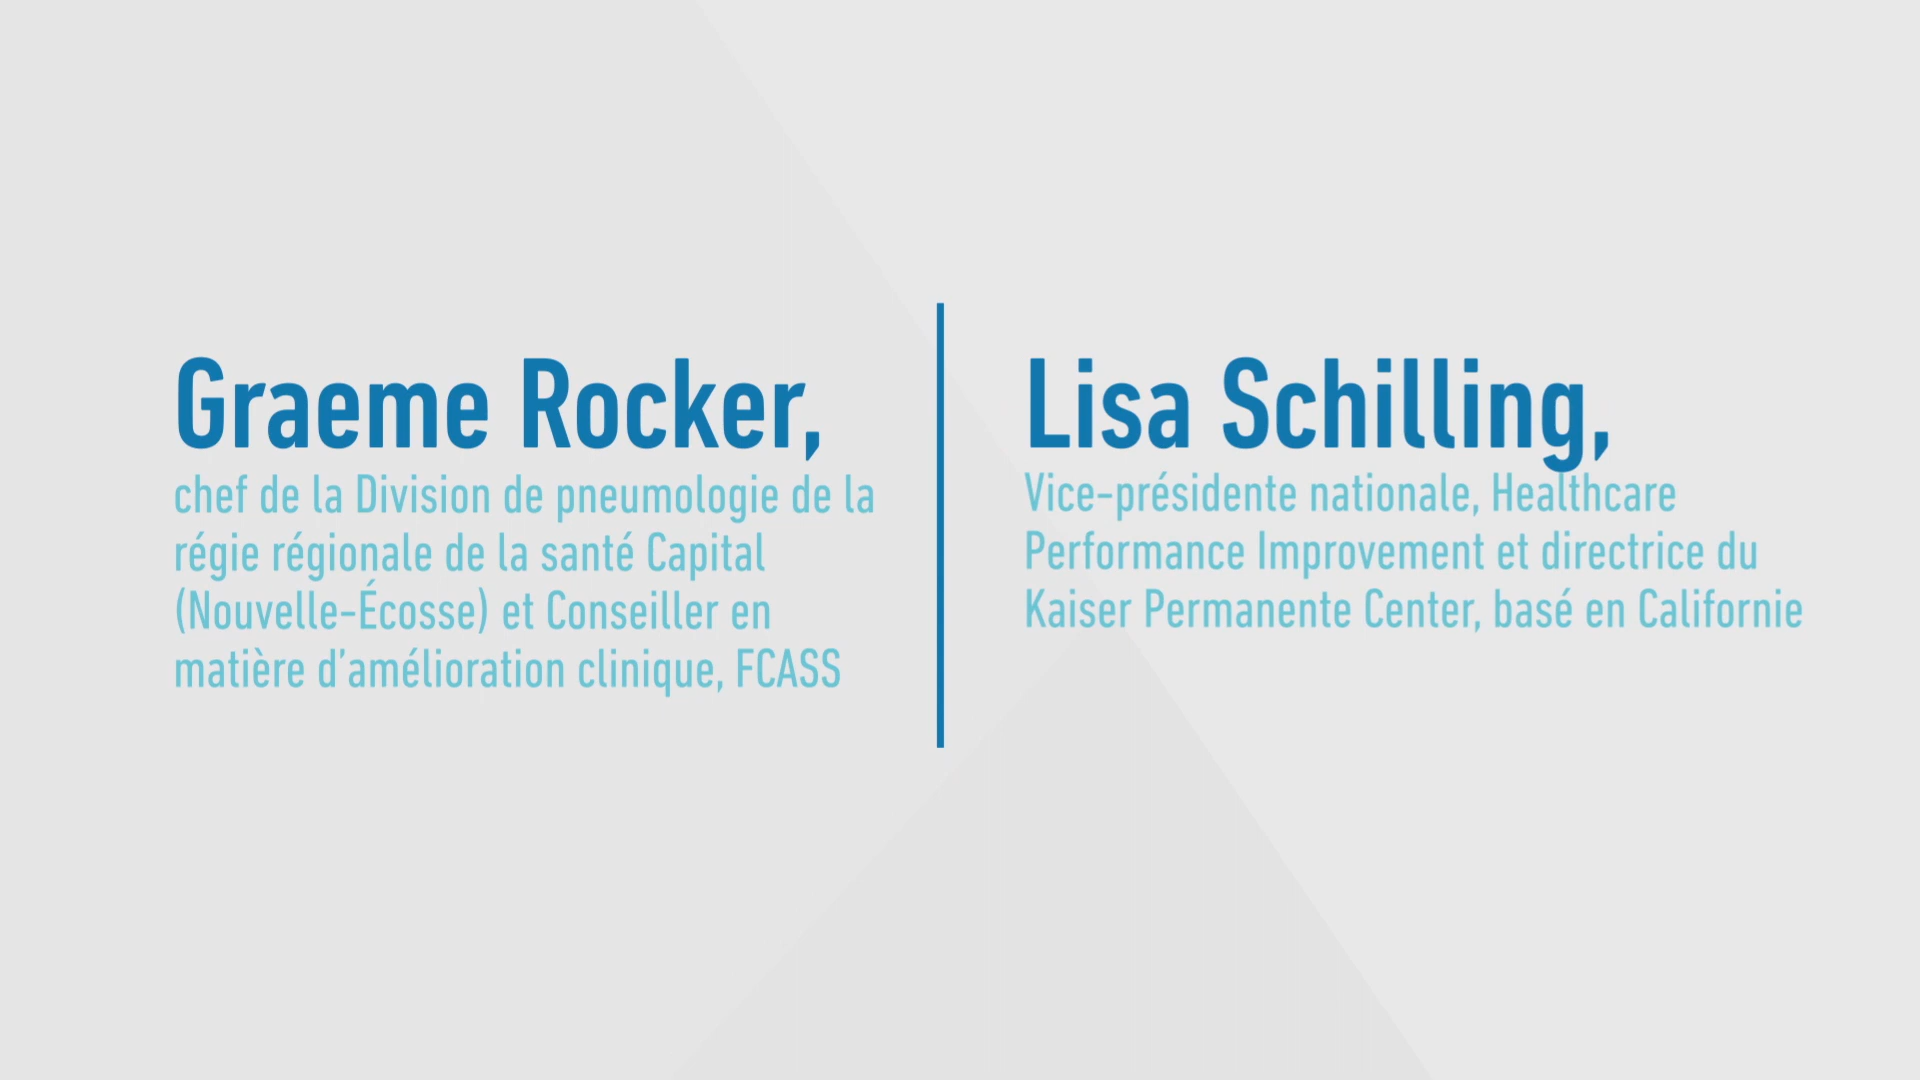 Graeme Rocker,
chef de la Division de pneumologie de la
régie régionale de la santé Capital
(Nouvelle-Écosse) et Conseiller en
matière d’amélioration clinique, FCASS
Lisa Schilling,
Vice-présidente nationale, Healthcare
Performance Improvement et directrice du
Kaiser Permanente Center, basé en Californie